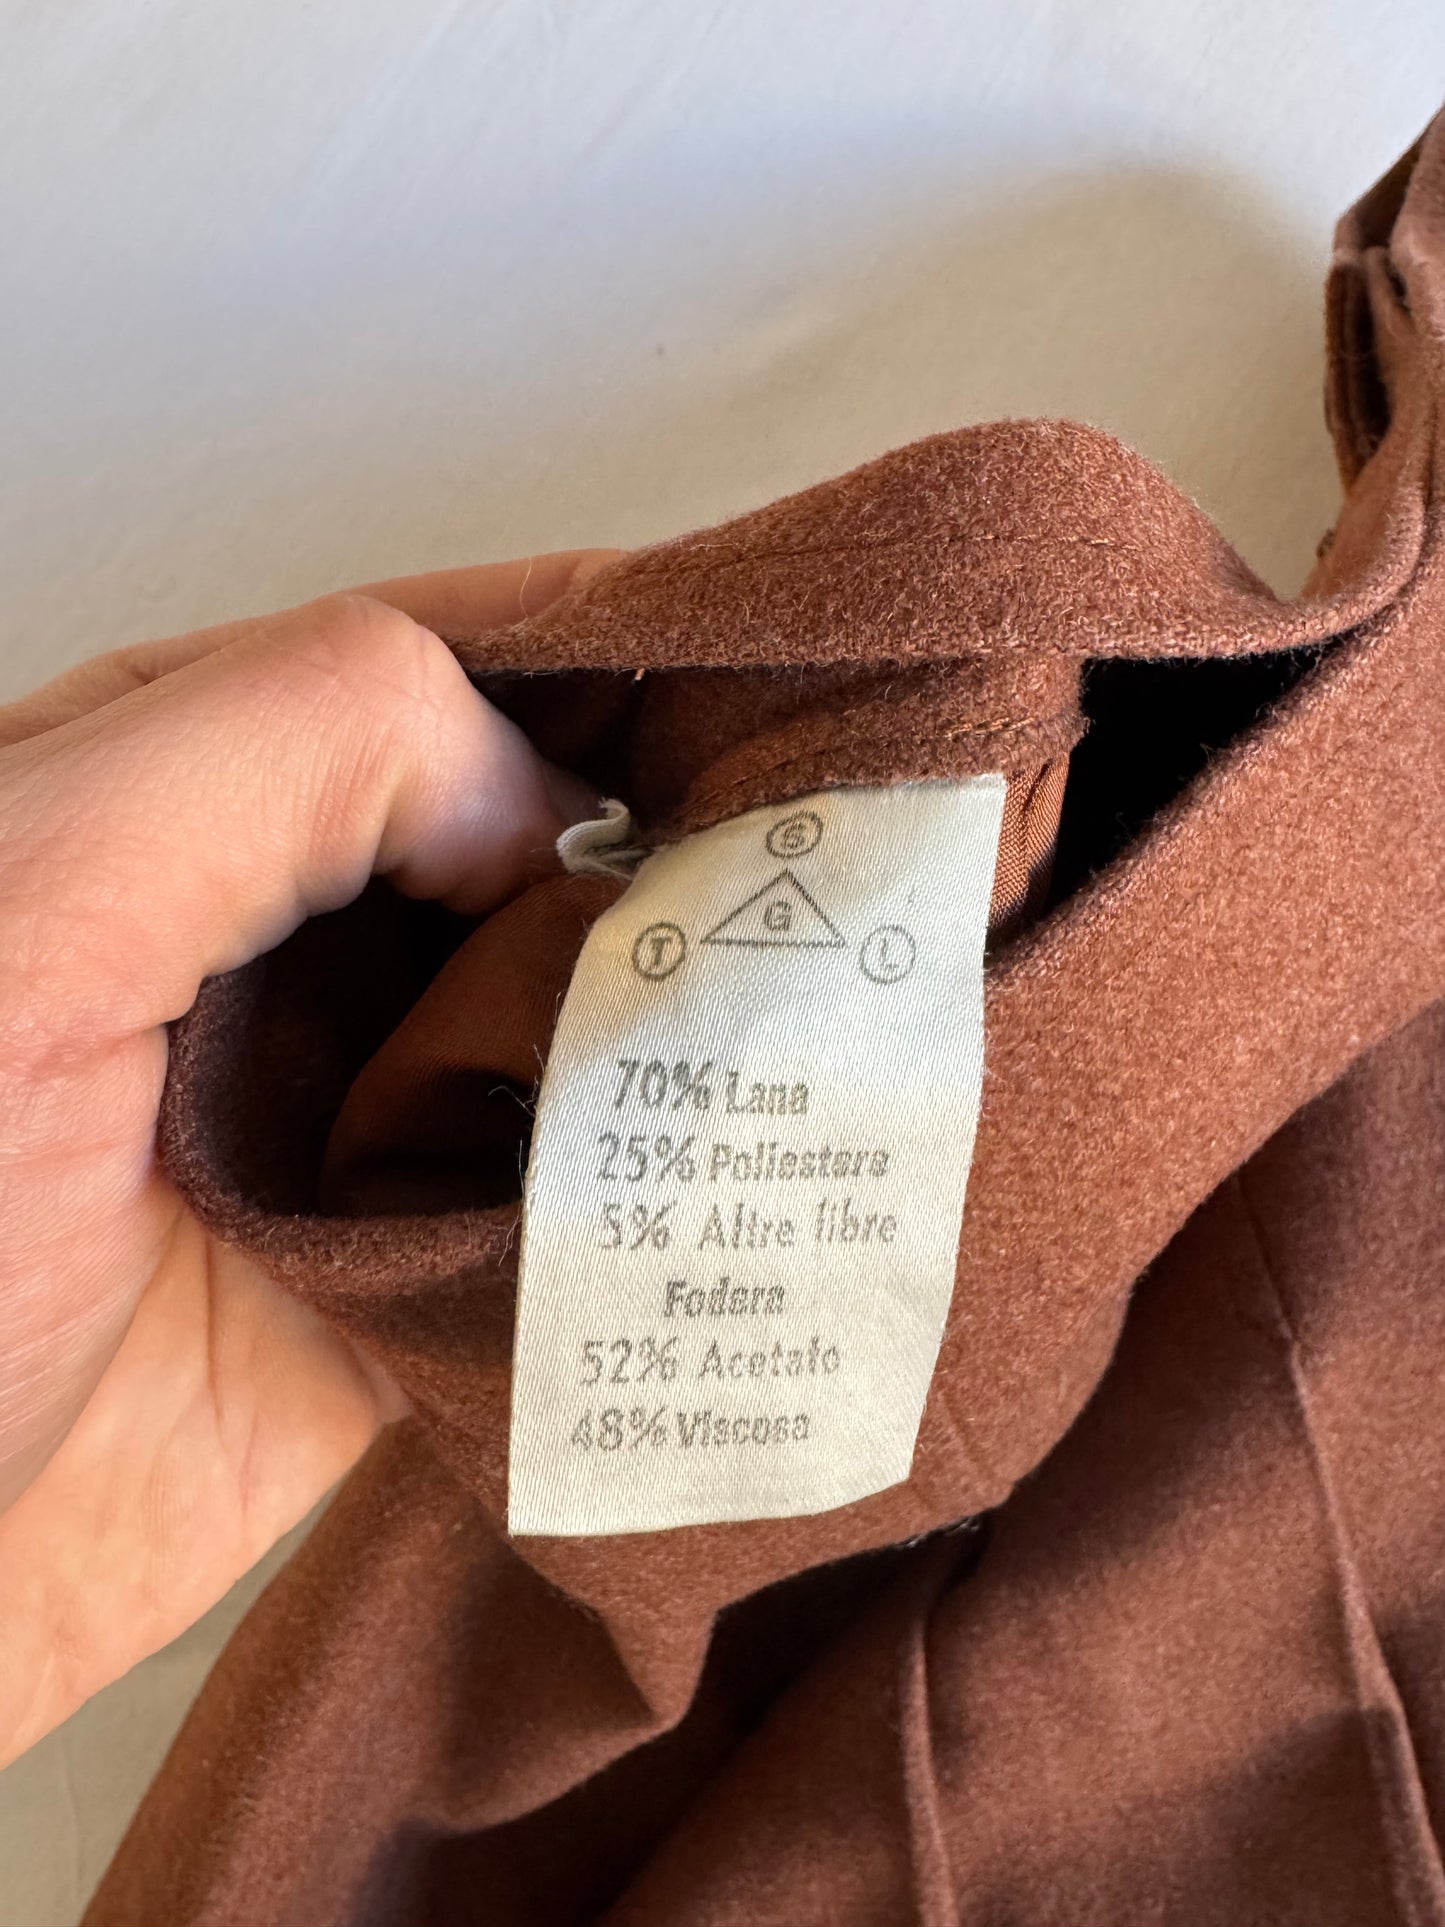 S
G
T L
70% Lana
25% Poliestere
5% Altre fibre
Fodera
52% Acetato
48% Viscosa